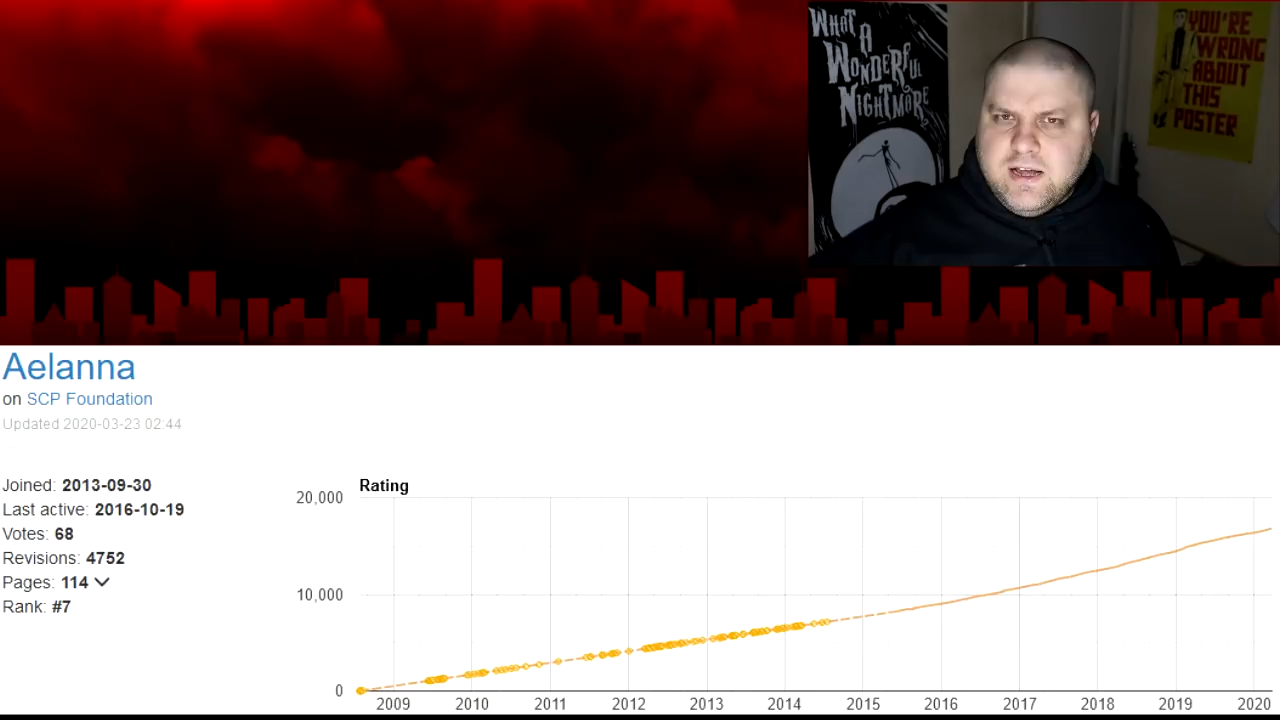 WHAT
A
WONDERFUL
NIGHTMARE
YOU'RE
WRONG
ABOUT
THIS
POSTER
Aelanna
on SCP Foundation
Updated 2020-03-23 02:44
Joined: 2013-09-30
Last active: 2016-10-19
Votes: 68
Revisions: 4752
Pages: 114
Rank: #7
Rating
20,000
10,000
0
2009 2010 2011 2012 2013 2014 2015 2016 2017 2018 2019 2020